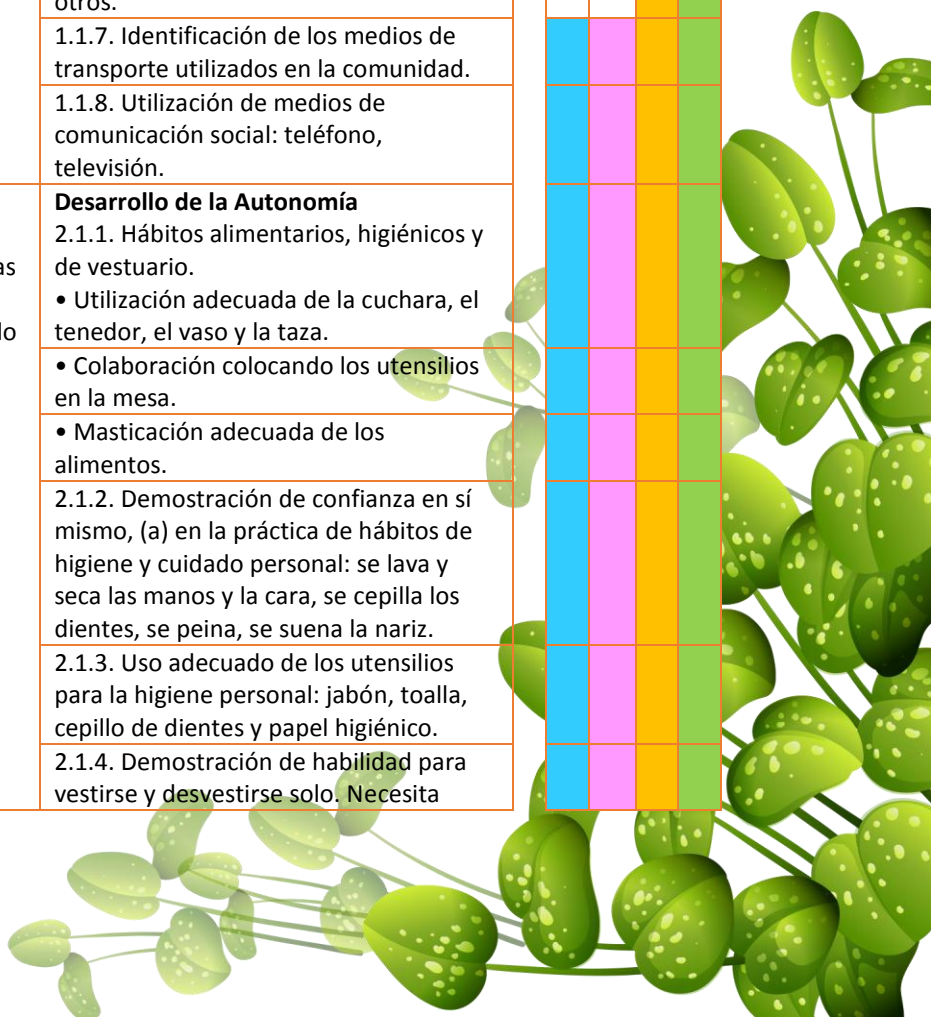 otros.
1.1.7. Identificación de los medios de
transporte utilizados en la comunidad.
1.1.8. Utilización de medios de
comunicación social: teléfono,
televisión.
Desarrollo de la Autonomía
2.1.1. Hábitos alimentarios, higiénicos y
as de vestuario.
• Utilización adecuada de la cuchara, el
lo tenedor, el vaso y la taza.
• Colaboración colocando los utensilios
en la mesa.
• Masticación adecuada de los
alimentos.
2.1.2. Demostración de confianza en sí
mismo, (a) en la práctica de hábitos de
higiene y cuidado personal: se lava y
seca las manos y la cara, se cepilla los
dientes, se peina, se suena la nariz.
2.1.3. Uso adecuado de los utensilios
para la higiene personal: jabón, toalla,
cepillo de dientes y papel higiénico.
2.1.4. Demostración de habilidad para
vestirse y desvestirse solo. Necesita